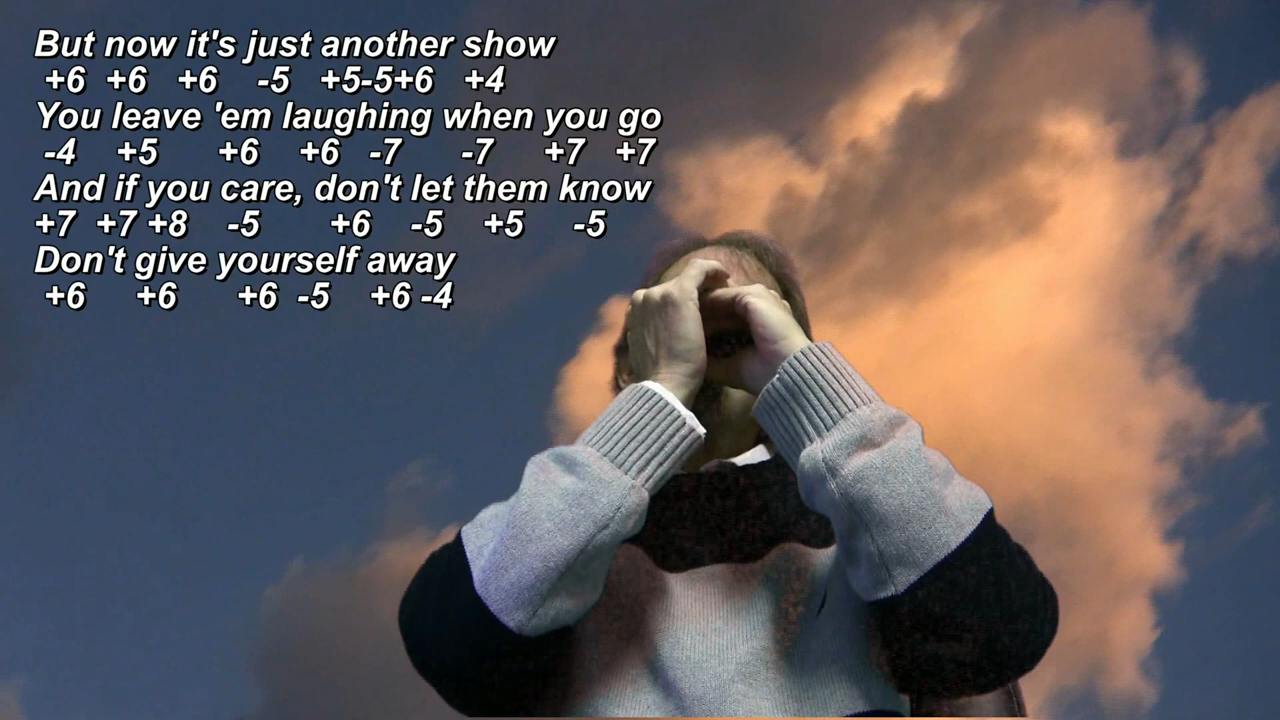 But now it's just another show
+6 +6 +6 -5 +5-5+6 +4
You leave 'em laughing when you go
-4 +5 +6 +6 -7 -7 +7 +7
And if you care, don't let them know
+7 +7 +8 -5 +6 -5 +5 -5
Don't give yourself away
+6 +6 +6 -5 +6 -4